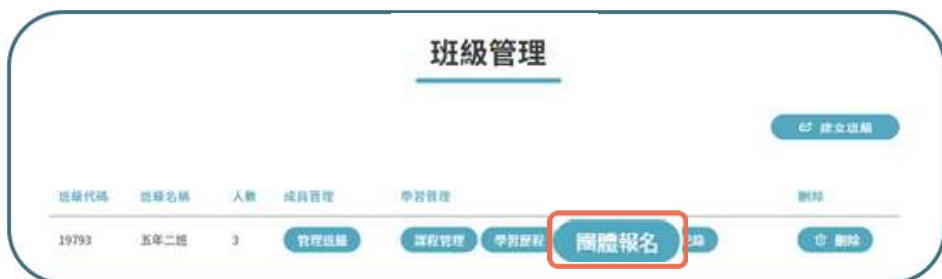 班級管理
建立班級
班級代碼 班級名稱 人數 成員管理 學習管理 刪除
19793 五年二班 3 管理班級 課程管理 學習歷程 團體報名 刪除